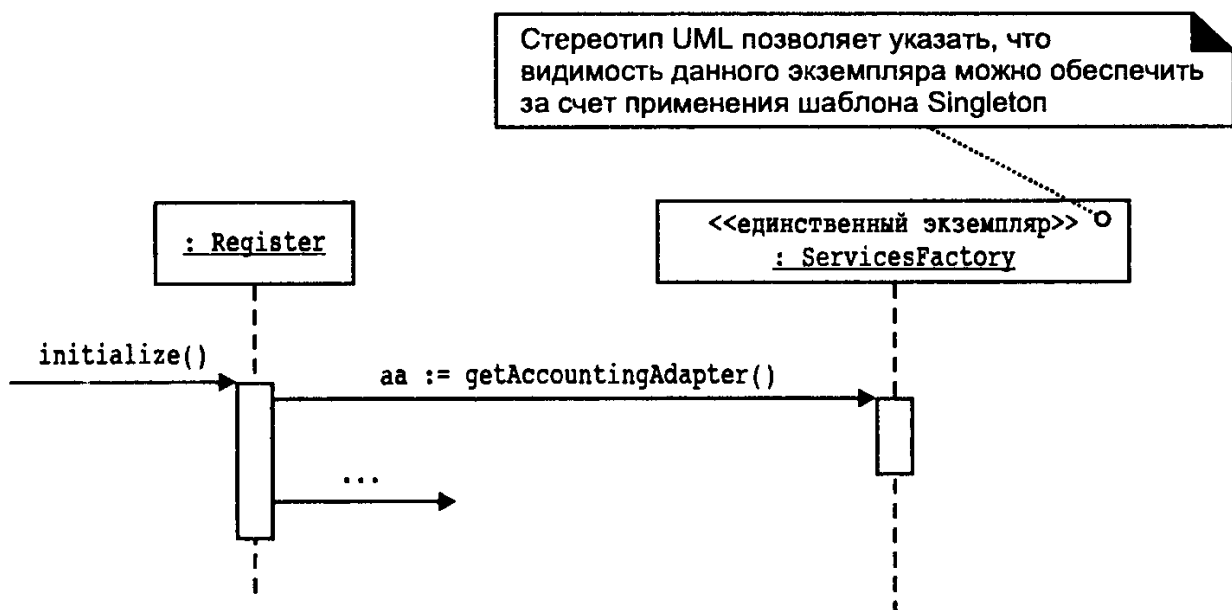 Стереотип UML позволяет указать, что
видимость данного экземпляра можно обеспечить
за счет применения шаблона Singleton
: Register
<<единственный экземпляр>>
: ServicesFactory
initialize()
aa := getAccountingAdapter()
...